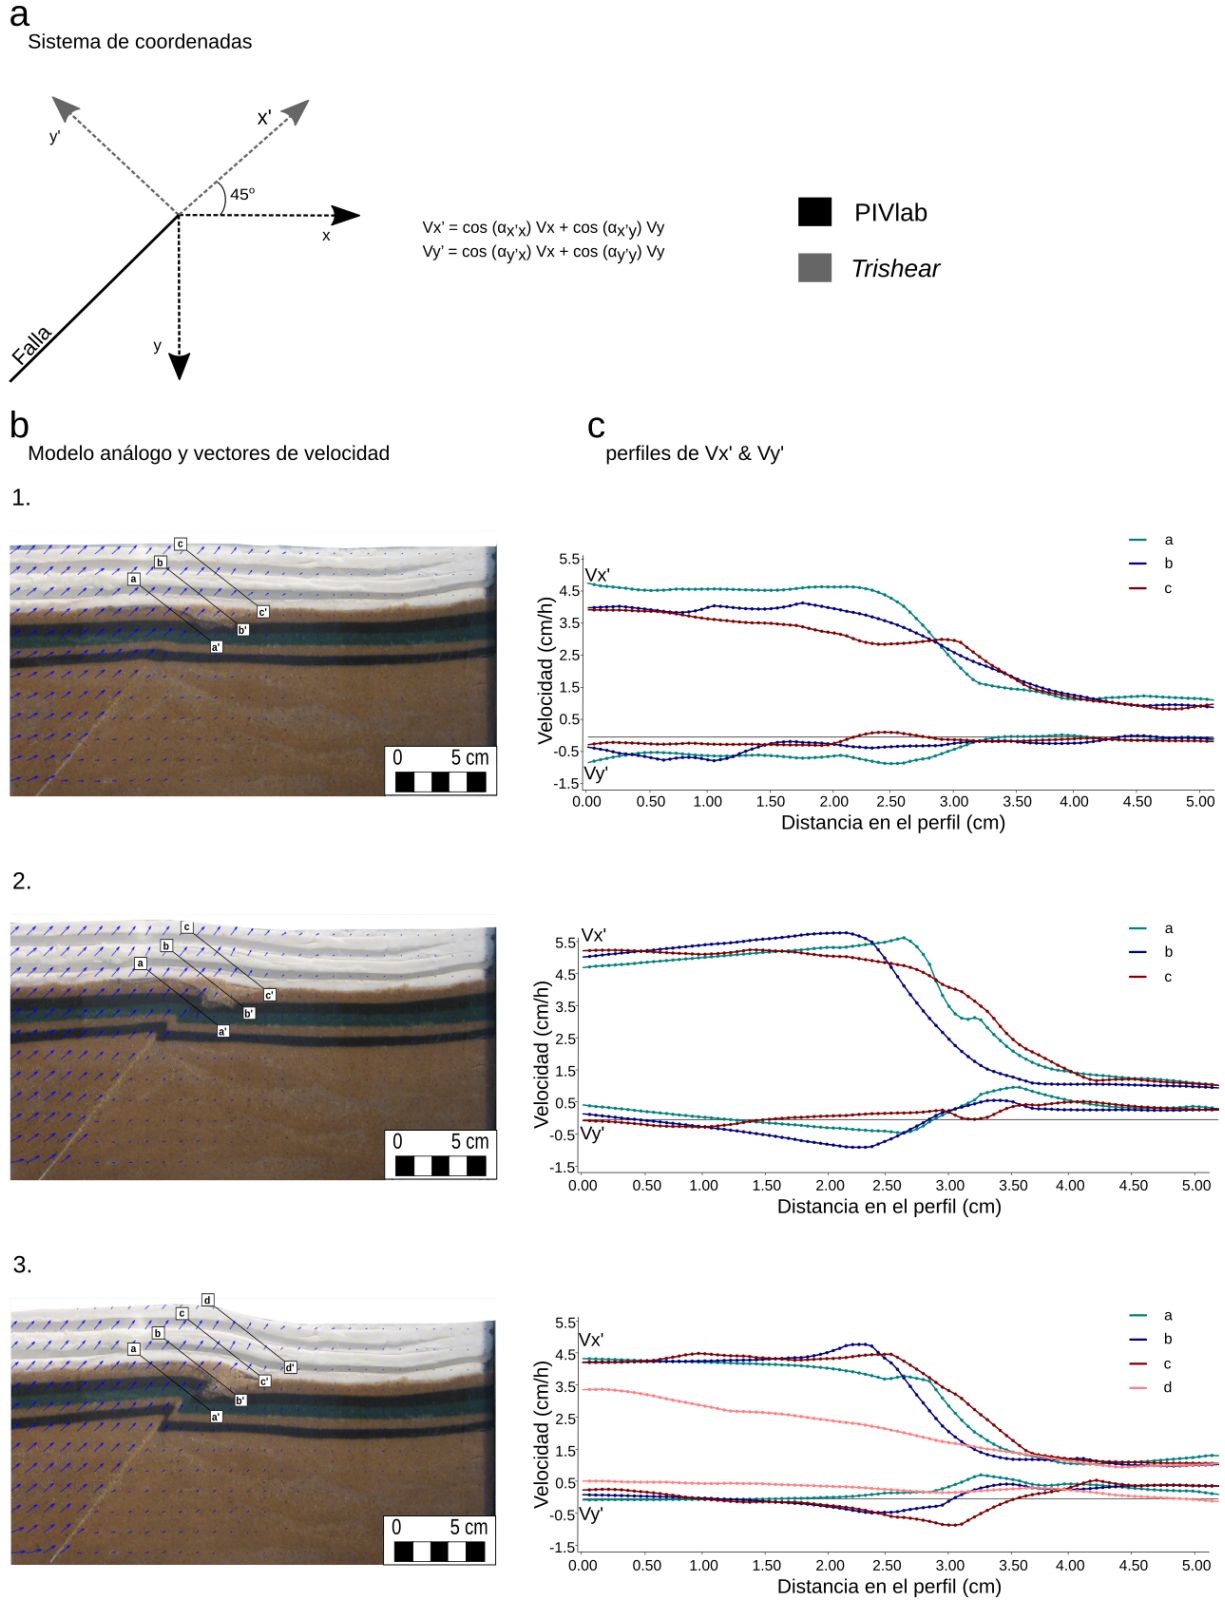 a
Sistema de coordenadas
y'
x'
45º
x
y
Falla
Vx' = cos (αx'x) Vx + cos (αx'y) Vy
Vy' = cos (αy'x) Vx + cos (αy'y) Vy
PIVlab
Trishear
b
Modelo análogo y vectores de velocidad
c
perfiles de Vx' & Vy'
1.
c
b
a
c'
b'
a'
0 5 cm
a
b
c
Vx'
Vy'
Velocidad (cm/h)
5.5
4.5
3.5
2.5
1.5
0.5
-0.5
-1.5
0.00 0.50 1.00 1.50 2.00 2.50 3.00 3.50 4.00 4.50 5.00
Distancia en el perfil (cm)
2.
c
b
a
c'
b'
a'
0 5 cm
a
b
c
Vx'
Vy'
Velocidad (cm/h)
5.5
4.5
3.5
2.5
1.5
0.5
-0.5
-1.5
0.00 0.50 1.00 1.50 2.00 2.50 3.00 3.50 4.00 4.50 5.00
Distancia en el perfil (cm)
3.
d
c
b
a
d'
c'
b'
a'
0 5 cm
a
b
c
d
Vx'
Vy'
Velocidad (cm/h)
5.5
4.5
3.5
2.5
1.5
0.5
-0.5
-1.5
0.00 0.50 1.00 1.50 2.00 2.50 3.00 3.50 4.00 4.50 5.00
Distancia en el perfil (cm)